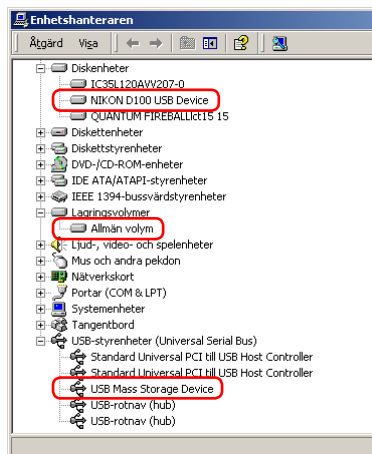 Enhetshanteraren
Åtgärd Visa
Diskenheter
IC35L120AVV207-0
NIKON D100 USB Device
QUANTUM FIREBALLlct15 15
Diskettenheter
Diskettstyrenheter
DVD-/CD-ROM-enheter
IDE ATA/ATAPI-styrenheter
IEEE 1394-bussvärdstyrenheter
Lagringsvolymer
Allmän volym
Ljud-, video- och spelenheter
Mus och andra pekdon
Nätverkskort
Portar (COM & LPT)
Systemenheter
Tangentbord
USB-styrenheter (Universal Serial Bus)
Standard Universal PCI till USB Host Controller
Standard Universal PCI till USB Host Controller
USB Mass Storage Device
USB-rotnav (hub)
USB-rotnav (hub)